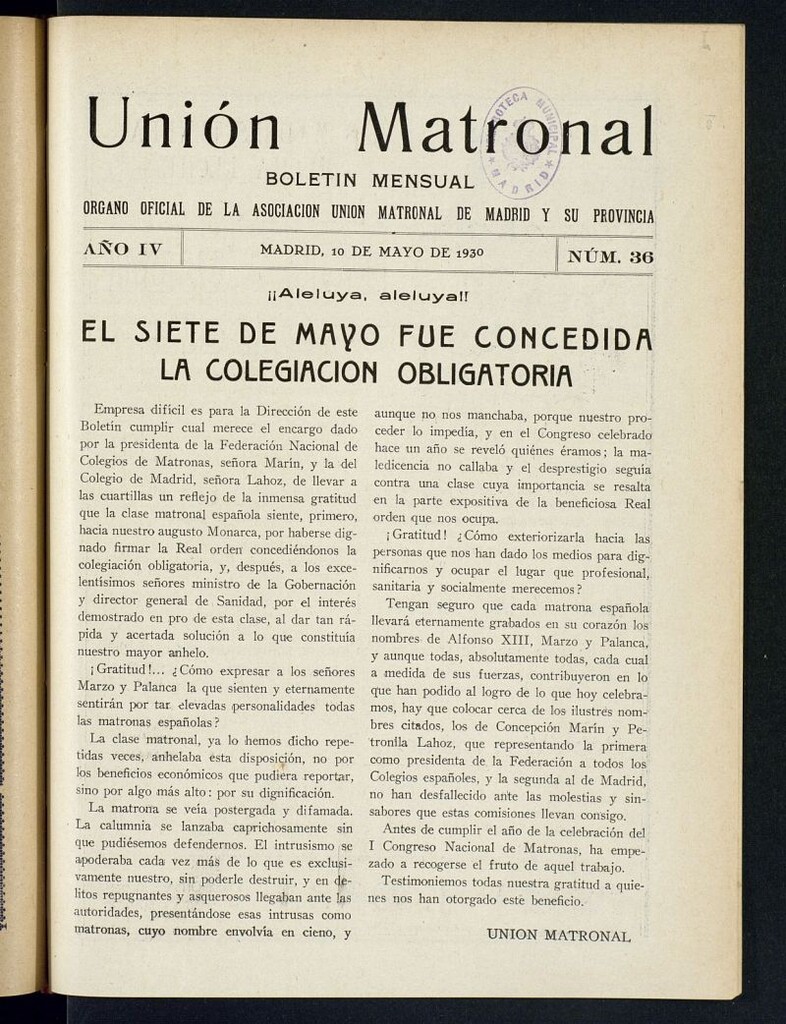 Unión Matronal
BOLETIN MENSUAL
ORGANO OFICIAL DE LA ASOCIACION UNION MATRONAL DE MADRID Y SU PROVINCIA
AÑO IV
MADRID, 10 DE MAYO DE 1930
NÚM. 36
¡¡Aleluya, aleluya!!
EL SIETE DE MAYO FUE CONCEDIDA
LA COLEGIACION OBLIGATORIA
Empresa difícil es para la Dirección de este
Boletín cumplir cual merece el encargo dado
por la presidenta de la Federación Nacional de
Colegios de Matronas, señora Marín, y la del
Colegio de Madrid, señora Lahoz, de llevar a
las cuartillas un reflejo de la inmensa gratitud
que la clase matronal española siente, primero,
hacia nuestro augusto Monarca, por haberse dig-
nado firmar la Real orden concediéndonos la
colegiación obligatoria, y, después, a los exce-
lentísimos señores ministro de la Gobernación
y director general de Sanidad, por el interés
demostrado en pro de esta clase, al dar tan rá-
pida y acertada solución a lo que constituía
nuestro mayor anhelo.
¡Gratitud!... ¿Cómo expresar a los señores
Marzo y Palanca la que sienten y eternamente
sentirán por tar elevadas personalidades todas
las matronas españolas?
La clase matronal, ya lo hemos dicho repe-
tidas veces, anhelaba esta disposición, no por
los beneficios económicos que pudiera reportar,
sino por algo más alto: por su dignificación.
La matrona se veía postergada y difamada.
La calumnia se lanzaba caprichosamente sin
que pudiésemos defendernos. El intrusismo se
apoderaba cada vez más de lo que es exclusi-
vamente nuestro, sin poderle destruir, y en de-
litos repugnantes y asquerosos llegaban ante las
autoridades, presentándose esas intrusas como
matronas, cuyo nombre envolvía en cieno, y
aunque no nos manchaba, porque nuestro pro-
ceder lo impedía, y en el Congreso celebrado
hace un año se reveló quiénes éramos; la ma-
ledicencia no callaba y el desprestigio seguía
contra una clase cuya importancia se resalta
en la parte expositiva de la beneficiosa Real
orden que nos ocupa.
¡Gratitud! ¿Cómo exteriorizarla hacia las
personas que nos han dado los medios para dig-
nificarnos y ocupar el lugar que profesional,
sanitaria y socialmente merecemos?
Tengan seguro que cada matrona española
llevará eternamente grabados en su corazón los
nombres de Alfonso XIII, Marzo y Palanca,
y aunque todas, absolutamente todas, cada cual
a medida de sus fuerzas, contribuyeron en lo
que han podido al logro de lo que hoy celebra-
mos, hay que colocar cerca de los ilustres nom-
bres citados, los de Concepción Marín y Pe-
tronila Lahoz, que representando la primera
como presidenta de la Federación a todos los
Colegios españoles, y la segunda al de Madrid,
no han desfallecido ante las molestias y sin-
sabores que estas comisiones llevan consigo.
Antes de cumplir el año de la celebración del
I Congreso Nacional de Matronas, ha empe-
zado a recogerse el fruto de aquel trabajo.
Testimoniemos todas nuestra gratitud a quie-
nes nos han otorgado este beneficio.
UNION MATRONAL
MUNICIPAL
MADRID